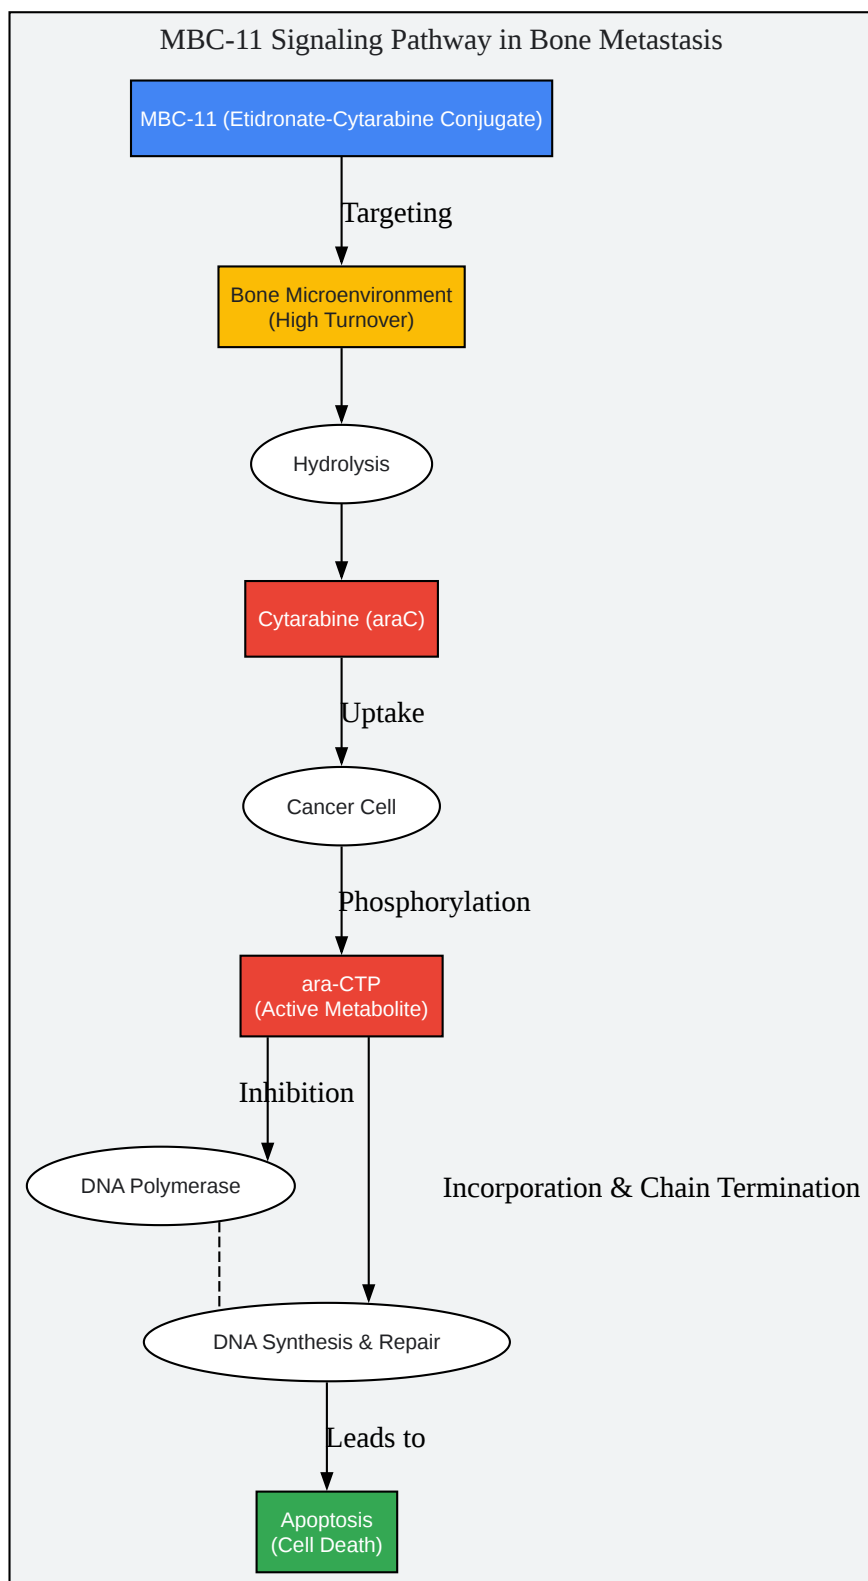 MBC-11 Signaling Pathway in Bone Metastasis
MBC-11 (Etidronate-Cytarabine Conjugate)
Targeting
Bone Microenvironment
(High Turnover)
Hydrolysis
Cytarabine (araC)
Uptake
Cancer Cell
Phosphorylation
ara-CTP
(Active Metabolite)
Inhibition
DNA Polymerase
Incorporation & Chain Termination
DNA Synthesis & Repair
Leads to
Apoptosis
(Cell Death)